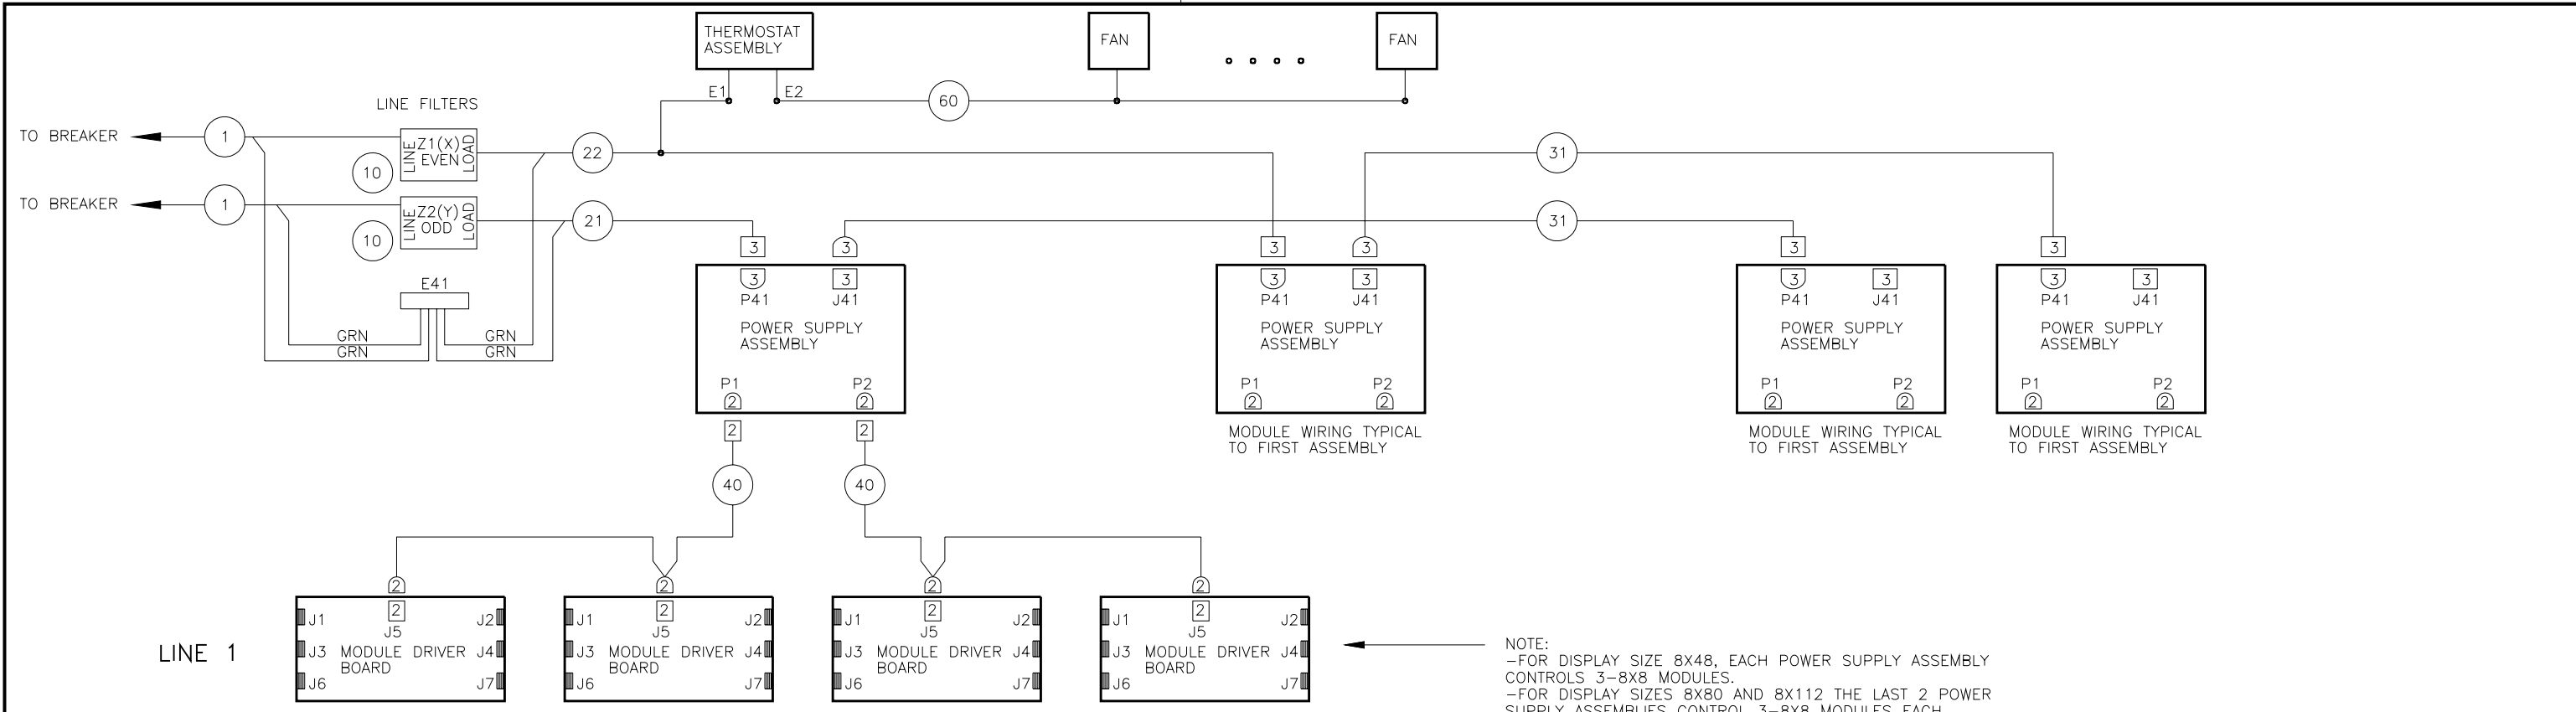 THERMOSTAT
ASSEMBLY
FAN
FAN
E1
E2
60
LINE FILTERS
TO BREAKER
1
LINE
Z1(X)
EVEN
LOAD
10
22
31
TO BREAKER
1
LINE
Z2(Y)
ODD
LOAD
10
21
31
3
3
3
3
3
3
E41
GRN
GRN
GRN
GRN
3
3
P41
J41
POWER SUPPLY
ASSEMBLY
P1
P2
2
2
3
3
P41
J41
POWER SUPPLY
ASSEMBLY
P1
P2
2
2
MODULE WIRING TYPICAL
TO FIRST ASSEMBLY
3
3
P41
J41
POWER SUPPLY
ASSEMBLY
P1
P2
2
2
MODULE WIRING TYPICAL
TO FIRST ASSEMBLY
3
3
P41
J41
POWER SUPPLY
ASSEMBLY
P1
P2
2
2
MODULE WIRING TYPICAL
TO FIRST ASSEMBLY
2
2
40
40
2
2
2
2
LINE 1
2
J5
J1
J2
J3
MODULE DRIVER
BOARD
J4
J6
J7
2
J5
J1
J2
J3
MODULE DRIVER
BOARD
J4
J6
J7
2
J5
J1
J2
J3
MODULE DRIVER
BOARD
J4
J6
J7
2
J5
J1
J2
J3
MODULE DRIVER
BOARD
J4
J6
J7
NOTE:
-FOR DISPLAY SIZE 8X48, EACH POWER SUPPLY ASSEMBLY
CONTROLS 3-8X8 MODULES.
-FOR DISPLAY SIZES 8X80 AND 8X112 THE LAST 2 POWER
SUPPLY ASSEMBLIES CONTROL 3-8X8 MODULES EACH